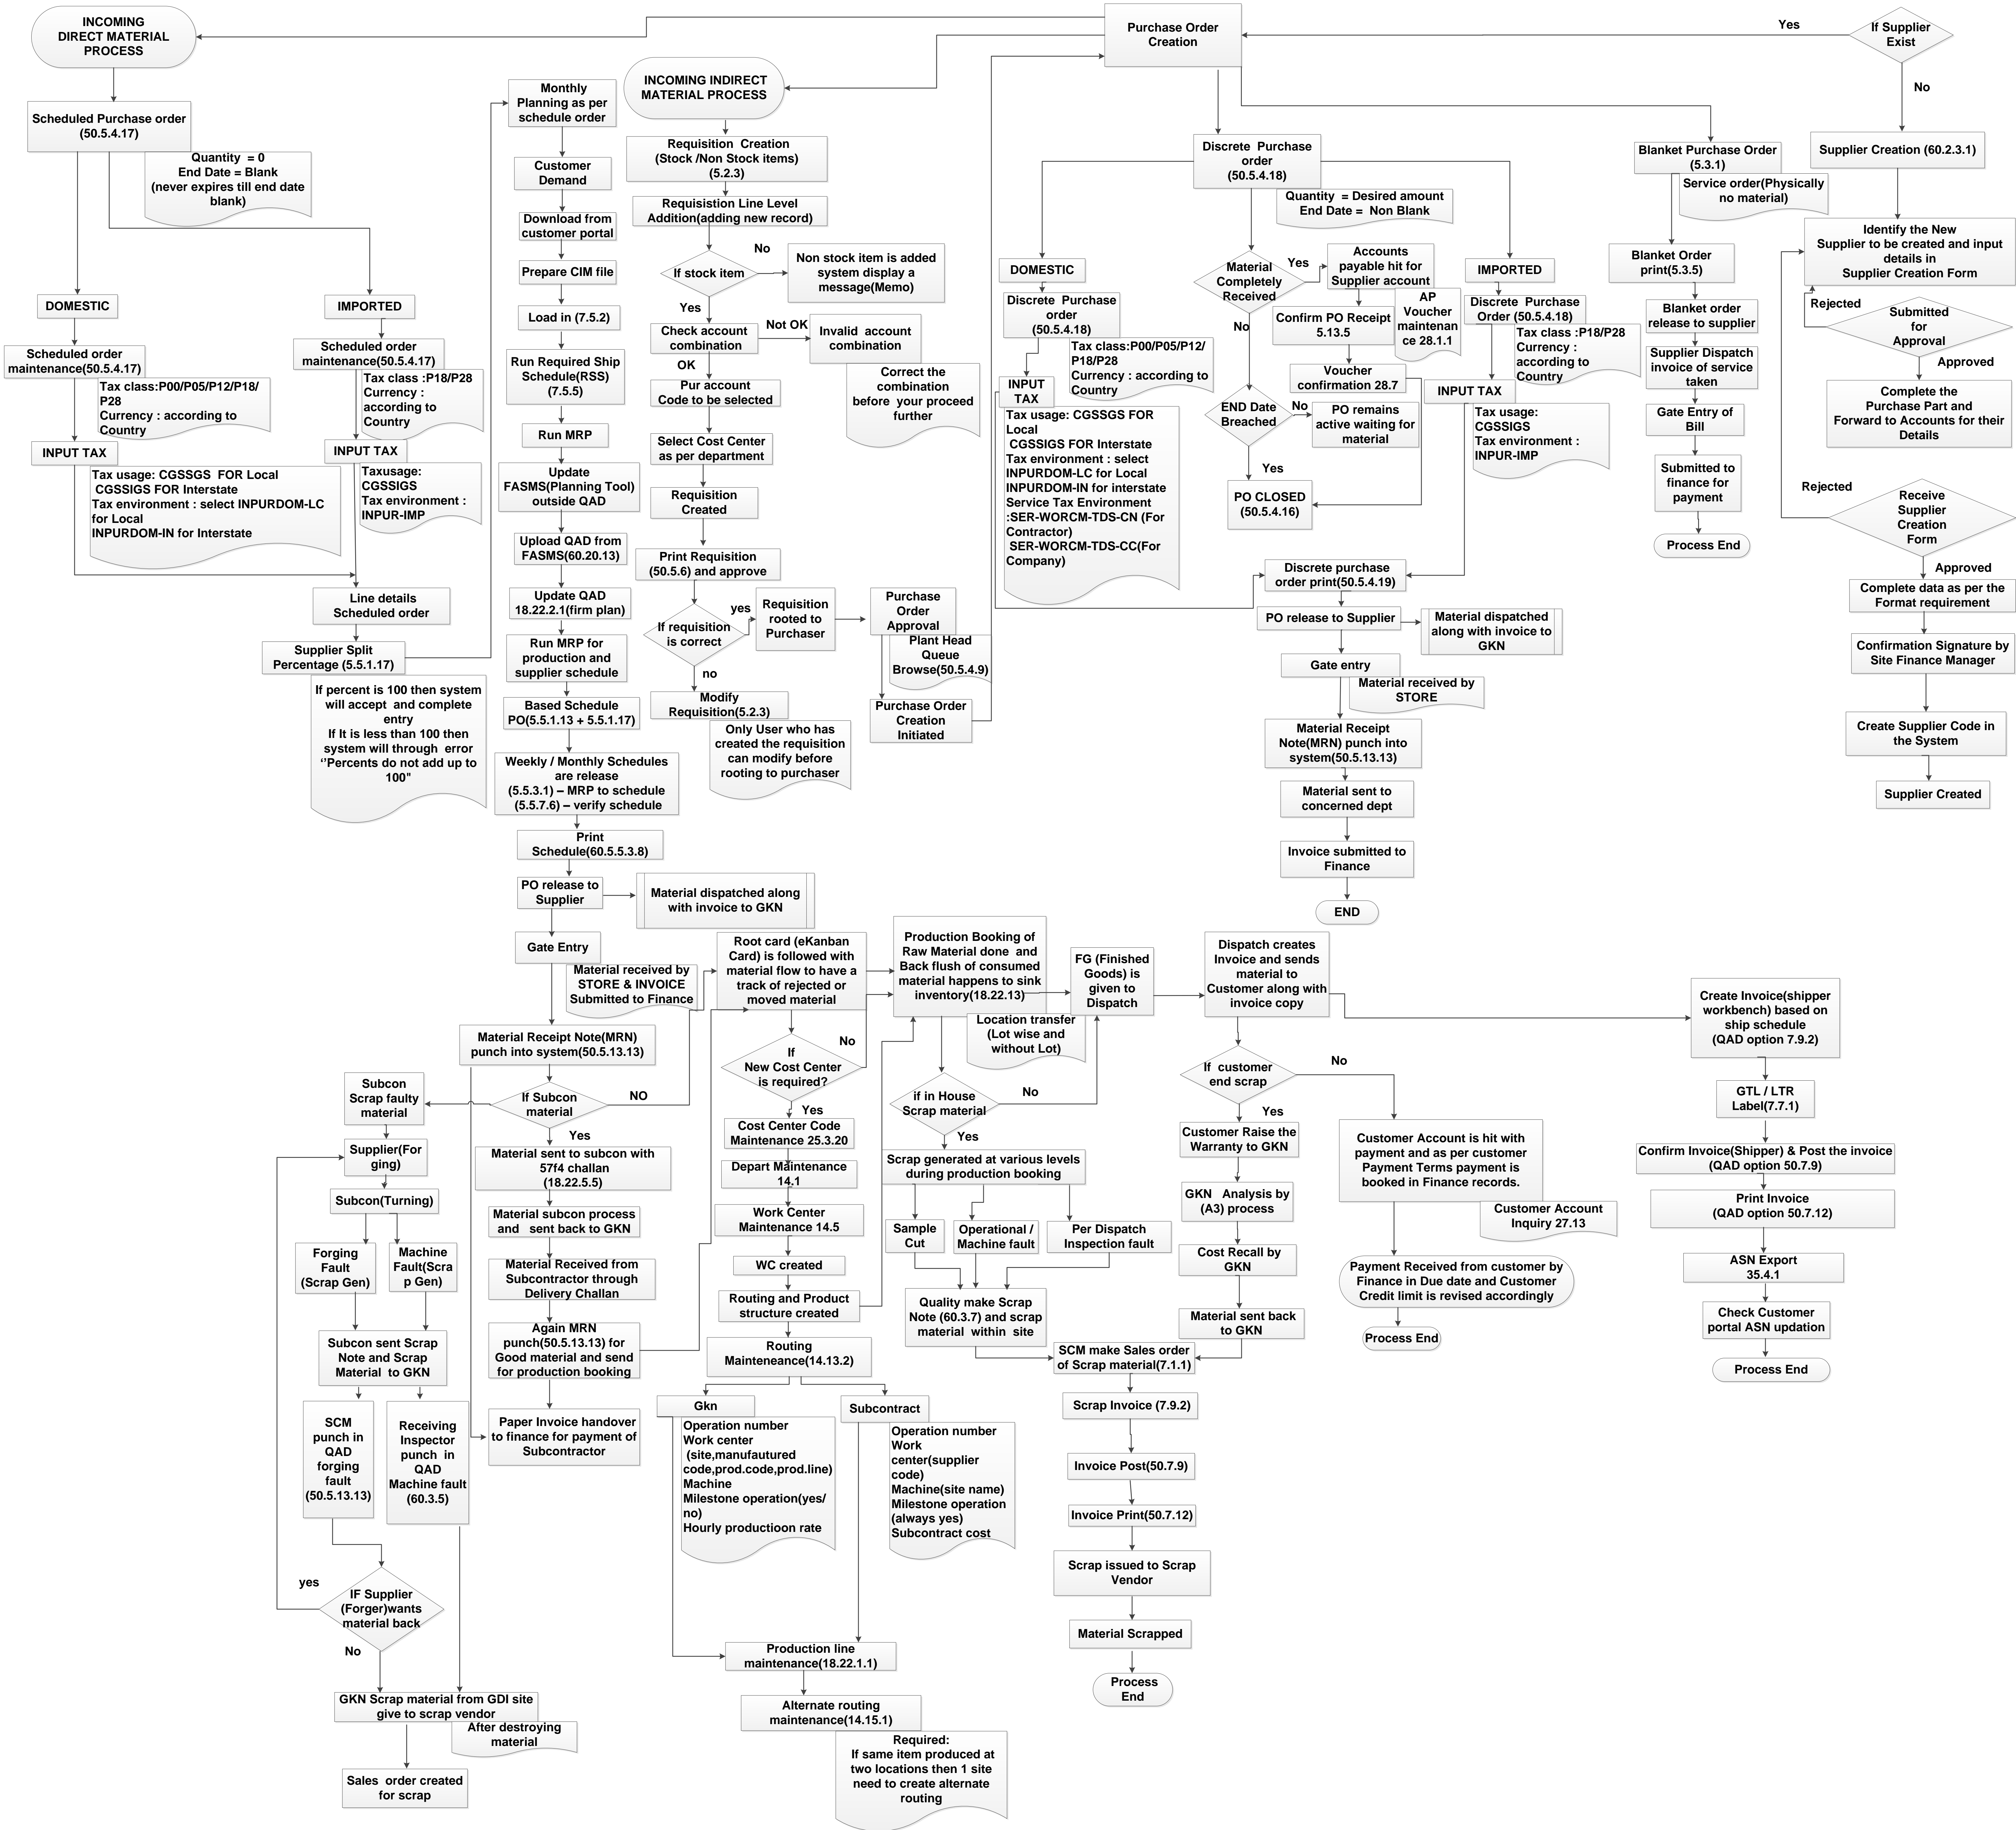 INCOMING
DIRECT MATERIAL
PROCESS
Scheduled Purchase order
(50.5.4.17)
Quantity = 0
End Date = Blank
(never expires till end date
blank)
DOMESTIC
Scheduled order
maintenance(50.5.4.17)
Tax class:P00/P05/P12/P18/
P28
Currency : according to
Country
INPUT TAX
Tax usage: CGSSGS FOR Local
CGSSIGS FOR Interstate
Tax environment : select INPURDOM-LC
for Local
INPURDOM-IN for Interstate
IMPORTED
Scheduled order
maintenance(50.5.4.17)
Tax class :P18/P28
Currency :
according to
Country
INPUT TAX
Taxusage:
CGSSIGS
Tax environment :
INPUR-IMP
Line details
Scheduled order
Supplier Split
Percentage (5.5.1.17)
If percent is 100 then system
will accept and complete
entry
If It is less than 100 then
system will through error
‘’Percents do not add up to
100"
Monthly
Planning as per
schedule order
Customer
Demand
Download from
customer portal
Prepare CIM file
Load in (7.5.2)
Run Required Ship
Schedule(RSS)
(7.5.5)
Run MRP
Update
FASMS(Planning Tool)
outside QAD
Upload QAD from
FASMS(60.20.13)
Update QAD
18.22.2.1(firm plan)
Run MRP for
production and
supplier schedule
Based Schedule
PO(5.5.1.13 + 5.5.1.17)
Weekly / Monthly Schedules
are release
(5.5.3.1) – MRP to schedule
(5.5.7.6) – verify schedule
Print
Schedule(60.5.5.3.8)
PO release to
Supplier
Material dispatched along
with invoice to GKN
Gate Entry
Material received by
STORE & INVOICE
Submitted to Finance
Material Receipt Note(MRN)
punch into system(50.5.13.13)
If Subcon
material
NO
Yes
Material sent to subcon with
57f4 challan
(18.22.5.5)
Material subcon process
and sent back to GKN
Material Received from
Subcontractor through
Delivery Challan
Again MRN
punch(50.5.13.13) for
Good material and send
for production booking
Paper Invoice handover
to finance for payment of
Subcontractor
Subcon
Scrap faulty
material
Supplier(For
ging)
Subcon(Turning)
Forging
Fault
(Scrap Gen)
Machine
Fault(Scra
p Gen)
Subcon sent Scrap
Note and Scrap
Material to GKN
SCM
punch in
QAD
forging
fault
(50.5.13.13)
Receiving
Inspector
punch in
QAD
Machine fault
(60.3.5)
yes
IF Supplier
(Forger)wants
material back
No
GKN Scrap material from GDI site
give to scrap vendor
After destroying
material
Sales order created
for scrap
INCOMING INDIRECT
MATERIAL PROCESS
Requisition Creation
(Stock /Non Stock items)
(5.2.3)
Requisistion Line Level
Addition(adding new record)
If stock item
No
Non stock item is added
system display a
message(Memo)
Yes
Check account
combination
Not OK
Invalid account
combination
Correct the
combination
before your proceed
further
OK
Pur account
Code to be selected
Select Cost Center
as per department
Requisition
Created
Print Requisition
(50.5.6) and approve
If requisition
is correct
yes
Requisition
rooted to
Purchaser
no
Modify
Requisition(5.2.3)
Only User who has
created the requisition
can modify before
rooting to purchaser
Purchase
Order
Approval
Plant Head
Queue
Browse(50.5.4.9)
Purchase Order
Creation
Initiated
Purchase Order
Creation
Discrete Purchase
order
(50.5.4.18)
Quantity = Desired amount
End Date = Non Blank
DOMESTIC
Discrete Purchase
order
(50.5.4.18)
Tax class :P00/P05/P12/
P18/P28
Currency : according to
Country
INPUT
TAX
Tax usage: CGSSGS FOR
Local
CGSSIGS FOR Interstate
Tax environment : select
INPURDOM-LC for Local
INPURDOM-IN for interstate
Service Tax Environment
:SER-WORCM-TDS-CN (For
Contractor)
SER-WORCM-TDS-CC(For
Company)
Material
Completely
Received
Yes
Accounts
payable hit for
Supplier account
AP
Voucher
maintenan
ce 28.1.1
Confirm PO Receipt
5.13.5
Voucher
confirmation 28.7
No
END Date
Breached
No
PO remains
active waiting for
material
Yes
PO CLOSED
(50.5.4.16)
IMPORTED
Discrete Purchase
Order (50.5.4.18)
Tax class :P18/P28
Currency :
according to
Country
INPUT TAX
Tax usage:
CGSSIGS
Tax environment :
INPUR-IMP
Discrete purchase
order print(50.5.4.19)
PO release to Supplier
Material dispatched
along with invoice to
GKN
Gate entry
Material received by
STORE
Material Receipt
Note(MRN) punch into
system(50.5.13.13)
Material sent to
concerned dept
Invoice submitted to
Finance
END
Blanket Purchase Order
(5.3.1)
Service order(Physically
no material)
Blanket Order
print(5.3.5)
Blanket order
release to supplier
Supplier Dispatch
invoice of service
taken
Gate Entry of
Bill
Submitted to
finance for
payment
Process End
Yes
If Supplier
Exist
No
Supplier Creation (60.2.3.1)
Identify the New
Supplier to be created and input
details in
Supplier Creation Form
Rejected
Submitted
for
Approval
Approved
Complete the
Purchase Part and
Forward to Accounts for their
Details
Rejected
Receive
Supplier
Creation
Form
Approved
Complete data as per the
Format requirement
Confirmation Signature by
Site Finance Manager
Create Supplier Code in
the System
Supplier Created
Root card (eKanban
Card) is followed with
material flow to have a
track of rejected or
moved material
If
New Cost Center
is required?
No
Yes
Cost Center Code
Maintenance 25.3.20
Depart Maintenance
14.1
Work Center
Maintenance 14.5
WC created
Routing and Product
structure created
Routing
Mainteneance(14.13.2)
Gkn
Operation number
Work center
(site,manufautured
code,prod.code,prod.line)
Machine
Milestone operation(yes/
no)
Hourly productioon rate
Subcontract
Operation number
Work
center(supplier
code)
Machine(site name)
Milestone operation
(always yes)
Subcontract cost
Production line
maintenance(18.22.1.1)
Alternate routing
maintenance(14.15.1)
Required:
If same item produced at
two locations then 1 site
need to create alternate
routing
Production Booking of
Raw Material done and
Back flush of consumed
material happens to sink
inventory(18.22.13)
Location transfer
(Lot wise and
without Lot)
if in House
Scrap material
No
Yes
Scrap generated at various levels
during production booking
Sample
Cut
Operational /
Machine fault
Per Dispatch
Inspection fault
Quality make Scrap
Note (60.3.7) and scrap
material within site
FG (Finished
Goods) is
given to
Dispatch
Dispatch creates
Invoice and sends
material to
Customer along with
invoice copy
If customer
end scrap
No
Yes
Customer Raise the
Warranty to GKN
GKN Analysis by
(A3) process
Cost Recall by
GKN
Material sent back
to GKN
SCM make Sales order
of Scrap material(7.1.1)
Scrap Invoice (7.9.2)
Invoice Post(50.7.9)
Invoice Print(50.7.12)
Scrap issued to Scrap
Vendor
Material Scrapped
Process
End
Customer Account is hit with
payment and as per customer
Payment Terms payment is
booked in Finance records.
Customer Account
Inquiry 27.13
Payment Received from customer by
Finance in Due date and Customer
Credit limit is revised accordingly
Process End
Create Invoice(shipper
workbench) based on
ship schedule
(QAD option 7.9.2)
GTL / LTR
Label(7.7.1)
Confirm Invoice(Shipper) & Post the invoice
(QAD option 50.7.9)
Print Invoice
(QAD option 50.7.12)
ASN Export
35.4.1
Check Customer
portal ASN updation
Process End